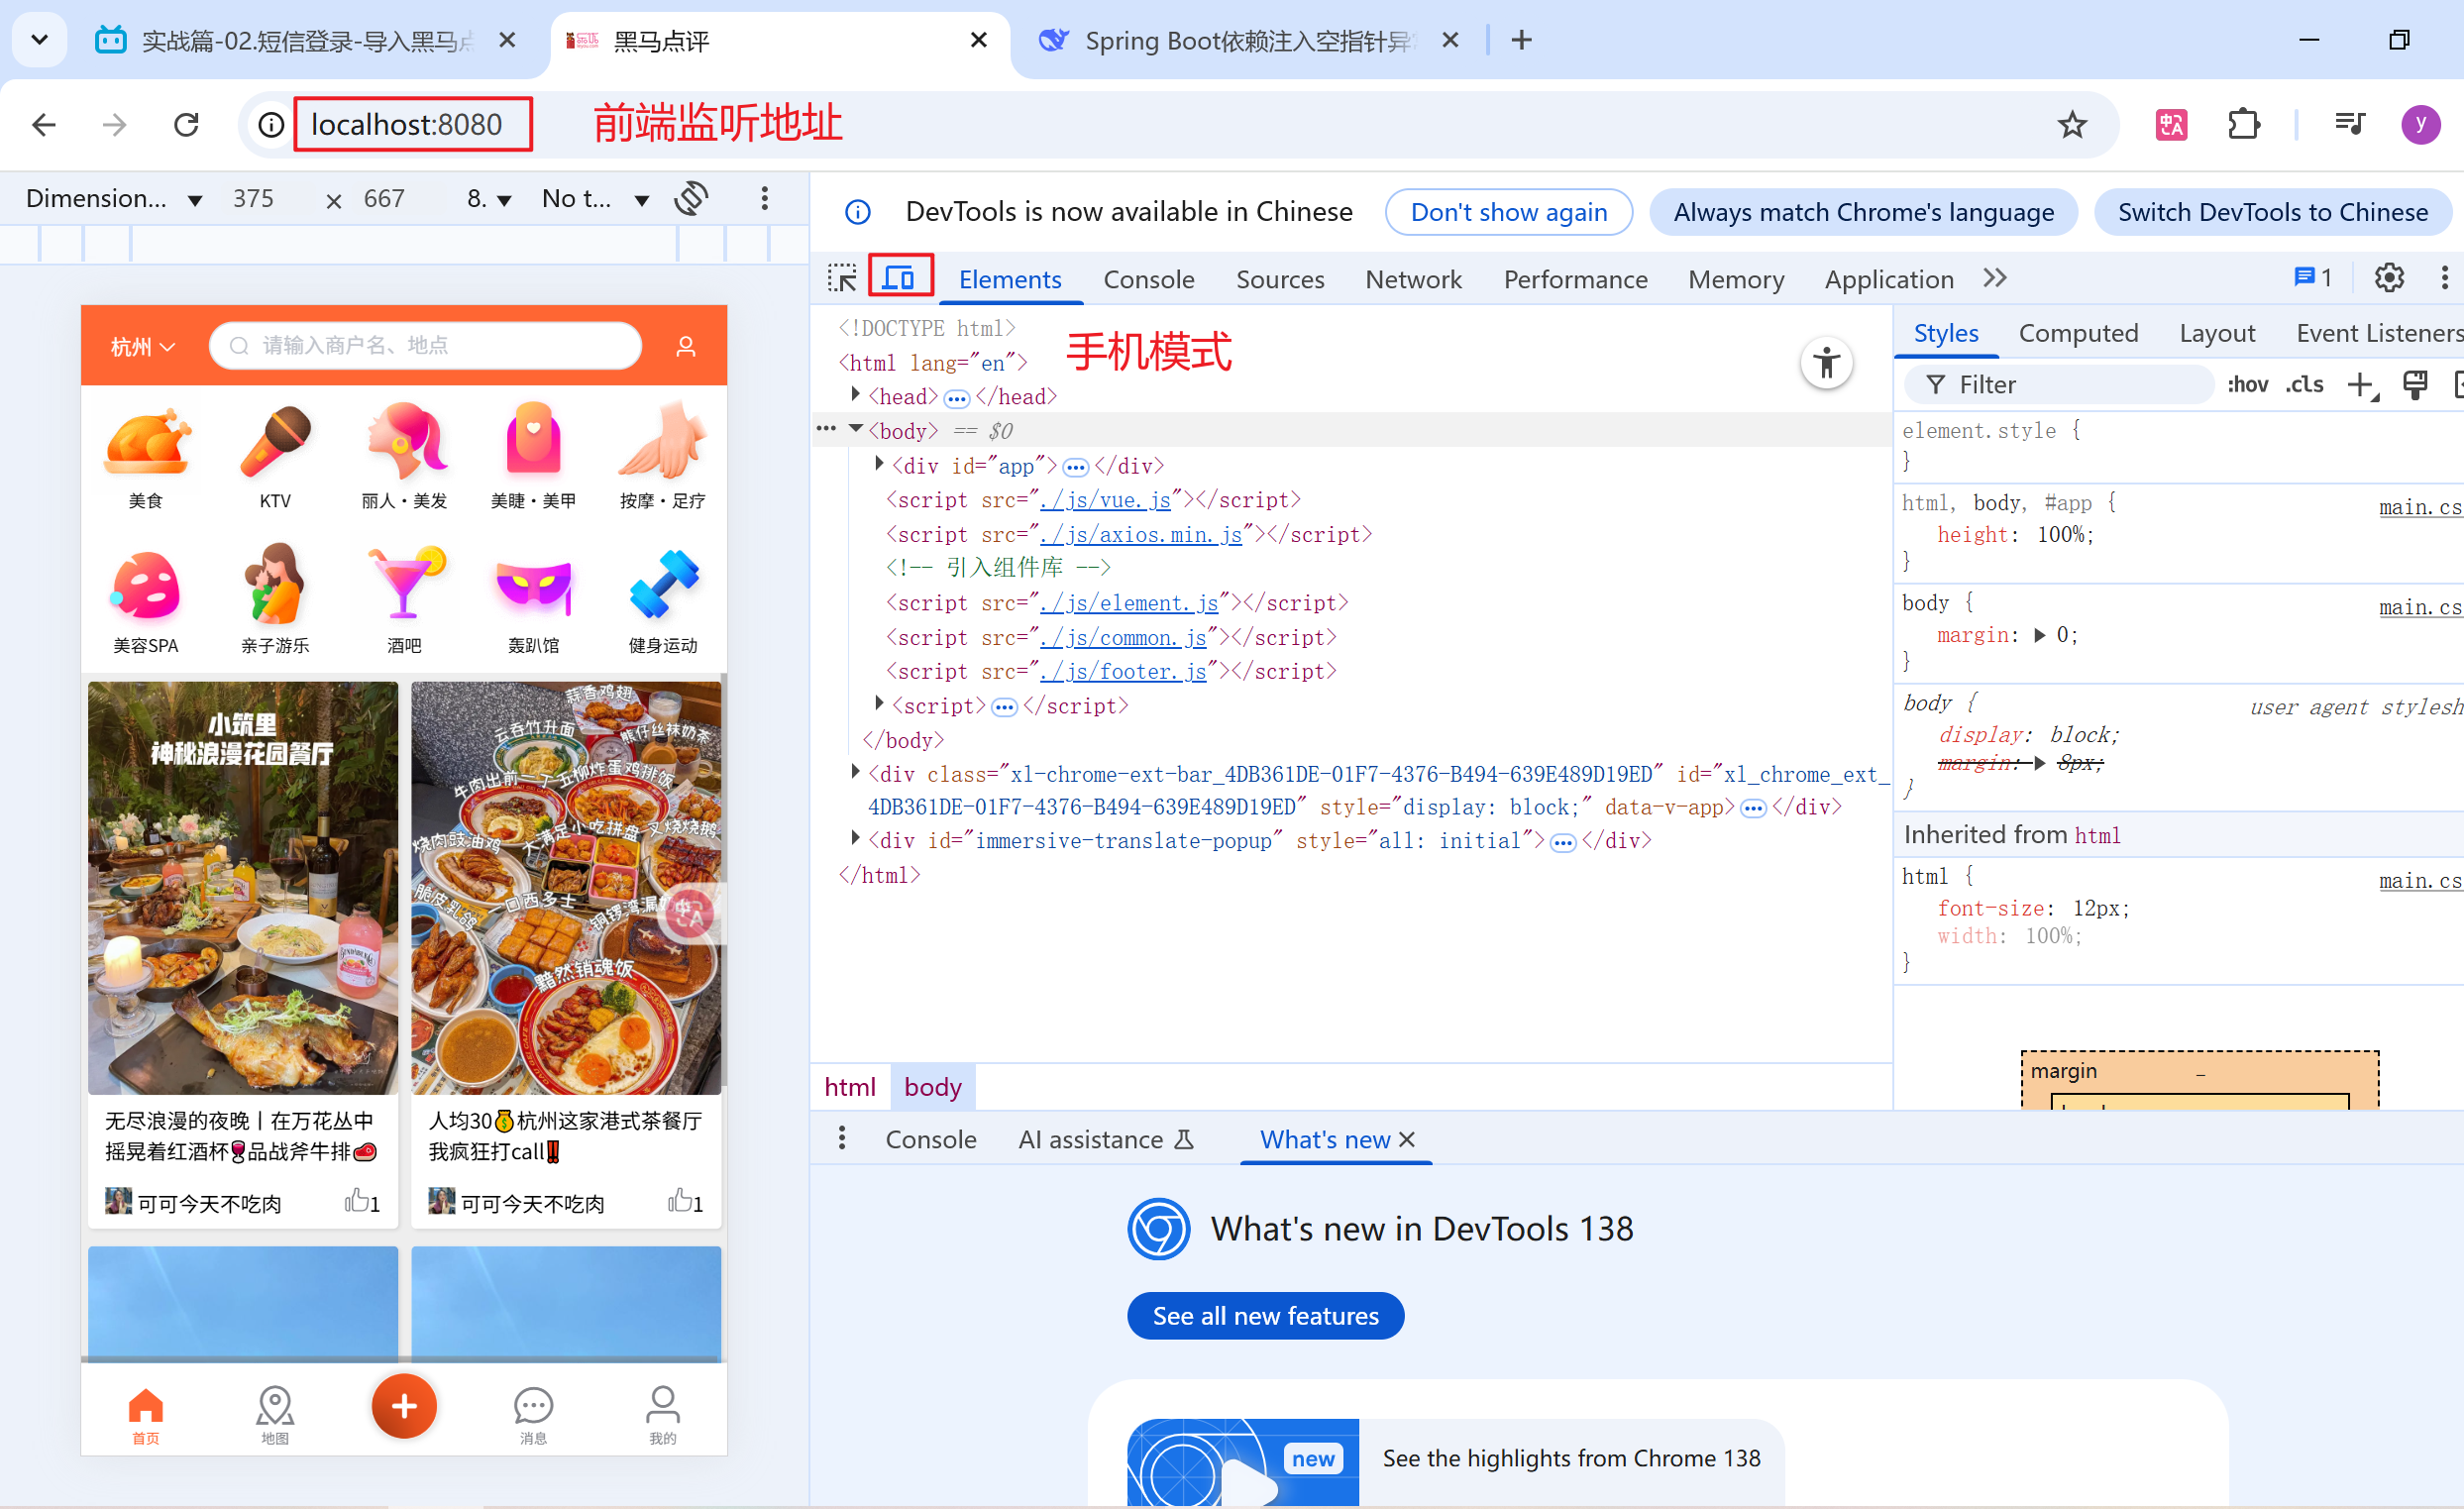 实战篇-02.短信登录-导入黑马点
黑马点评
Spring Boot依赖注入空指针异常
localhost:8080
前端监听地址
y
Dimension...
375
×
667
8.
No t...
DevTools is now available in Chinese
Don't show again
Always match Chrome's language
Switch DevTools to Chinese
Elements
Console
Sources
Network
Performance
Memory
Application
1
杭州
请输入商户名、地点
美食
KTV
丽人·美发
美睫·美甲
按摩·足疗
美容SPA
亲子游乐
酒吧
轰趴馆
健身运动
小筑里
神秘浪漫花园餐厅
蒜香鸡翅
云吞竹升面
熊仔丝袜奶茶
牛肉出前一丁
五柳炸蛋鸡排饭
烧肉豉油鸡
大满足小吃拼盘
叉烧烧鹅
脆皮乳鸽
一口西多士
黯然销魂饭
无尽浪漫的夜晚丨在万花丛中
摇晃着红酒杯🍷品战斧牛排🥩
可可今天不吃肉
1
人均30💰杭州这家港式茶餐厅
我疯狂打call‼️
可可今天不吃肉
1
首页
地图
消息
我的
<!DOCTYPE html>
<html lang="en">
手机模式
<head> ••• </head>
••• <body> == $0
<div id="app"> ••• </div>
<script src="./js/vue.js"></script>
<script src="./js/axios.min.js"></script>
<!-- 引入组件库 -->
<script src="./js/element.js"></script>
<script src="./js/common.js"></script>
<script src="./js/footer.js"></script>
<script> ••• </script>
</body>
<div class="xl-chrome-ext-bar_4DB361DE-01F7-4376-B494-639E489D19ED" id="xl_chrome_ext_
4DB361DE-01F7-4376-B494-639E489D19ED" style="display: block;" data-v-app> ••• </div>
<div id="immersive-translate-popup" style="all: initial"> ••• </div>
</html>
html
body
Styles
Computed
Layout
Event Listeners
Filter
:hov
.cls
element.style {
}
html, body, #app {
main.cs
height: 100%;
}
body {
main.cs
margin: 0;
}
body {
user agent stylesh
display: block;
margin: 8px;
}
Inherited from html
html {
main.cs
font-size: 12px;
width: 100%;
}
margin
–
Console
AI assistance
What's new
What's new in DevTools 138
See all new features
new
See the highlights from Chrome 138